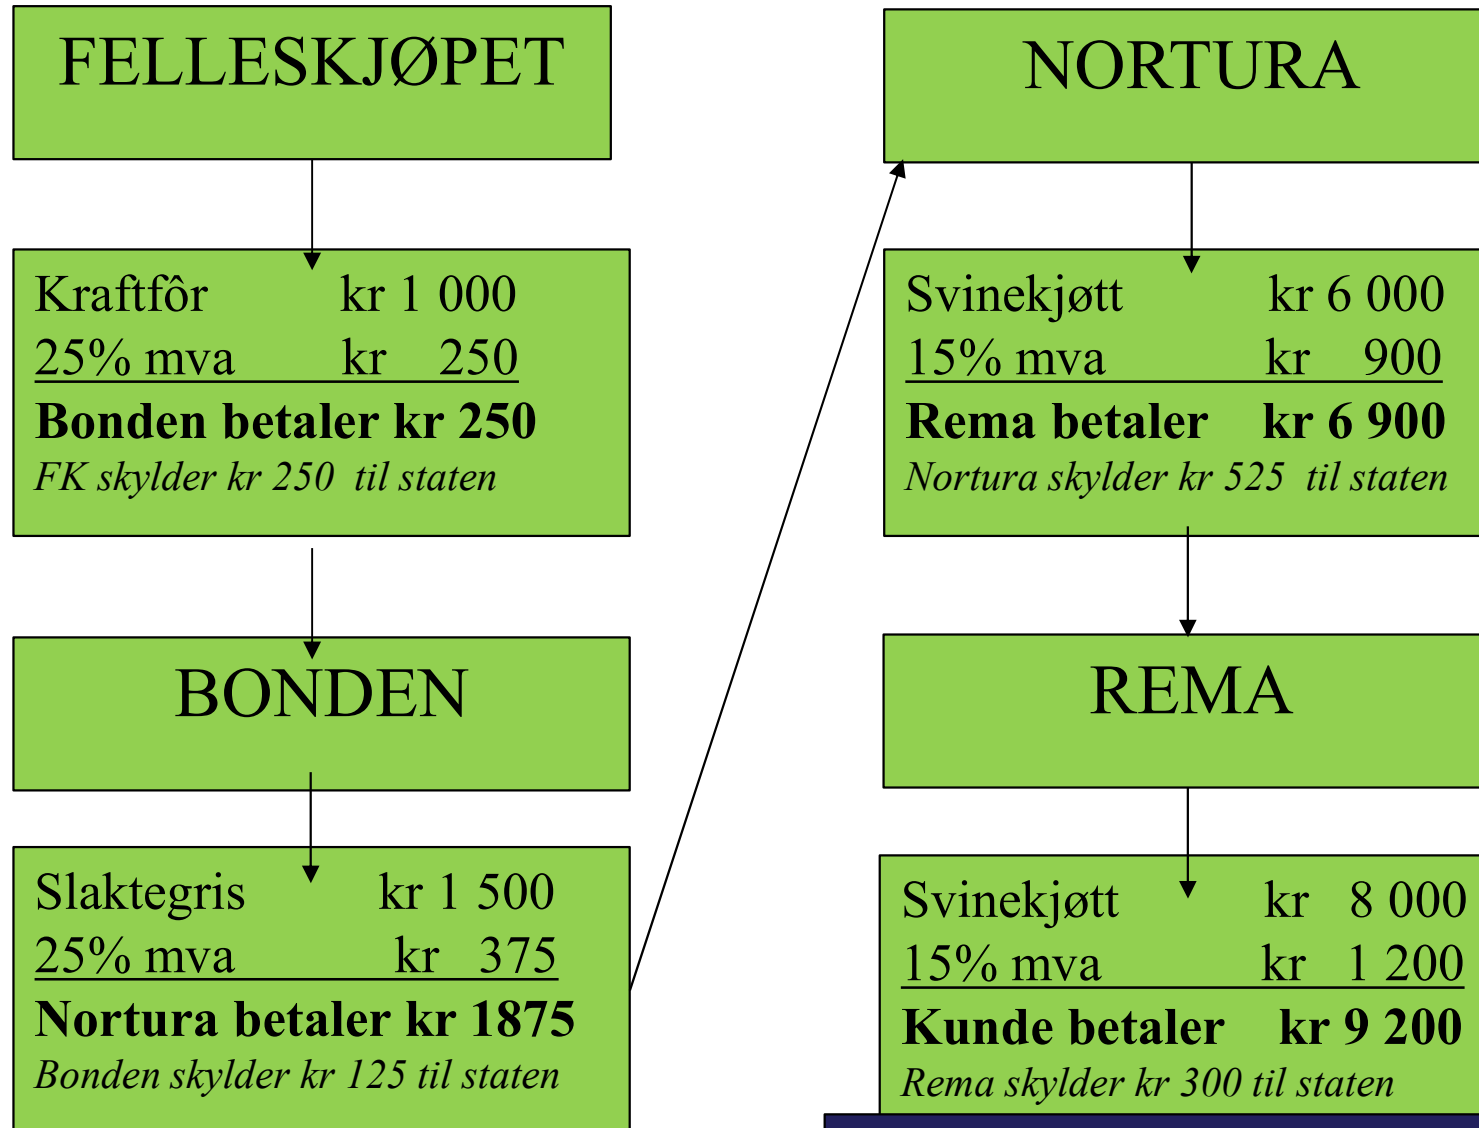 FELLESKJØPET
Kraftfôr kr 1 000
25% mva kr 250
Bonden betaler kr 250
FK skylder kr 250 til staten
BONDEN
Slaktegris kr 1 500
25% mva kr 375
Nortura betaler kr 1875
Bonden skylder kr 125 til staten
NORTURA
Svinekjøtt kr 6 000
15% mva kr 900
Rema betaler kr 6 900
Nortura skylder kr 525 til staten
REMA
Svinekjøtt kr 8 000
15% mva kr 1 200
Kunde betaler kr 9 200
Rema skylder kr 300 til staten